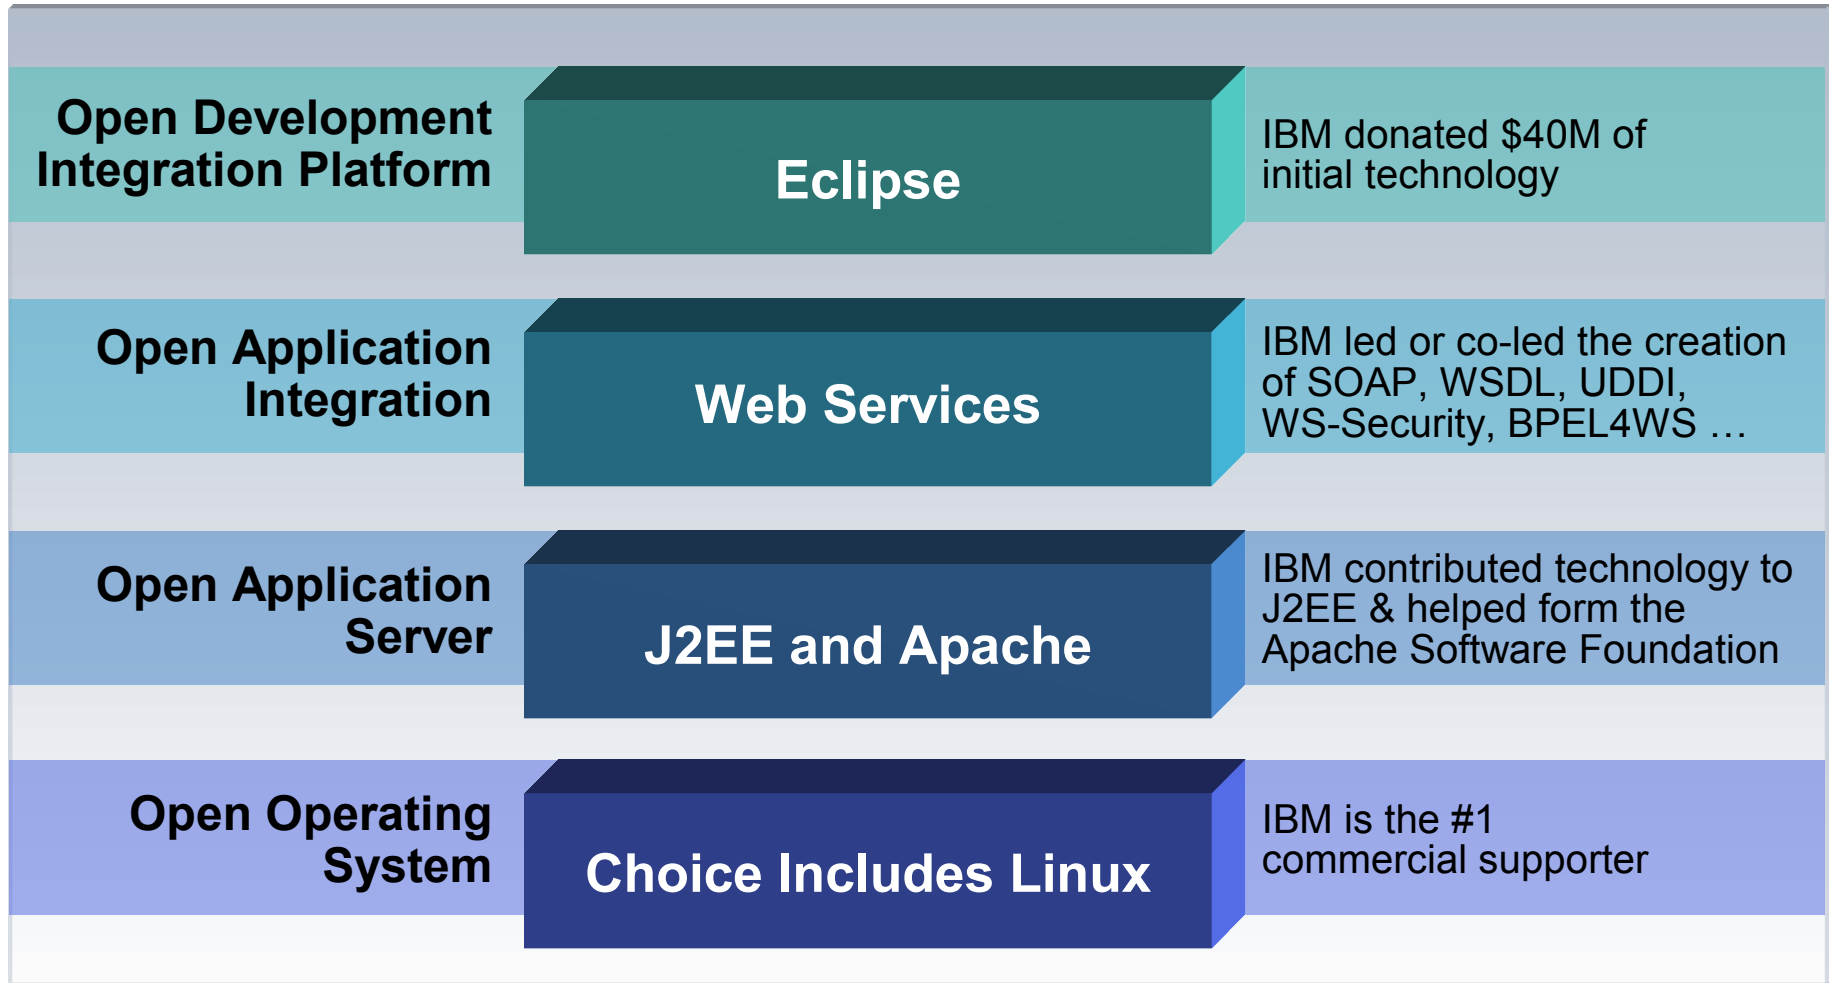 Open Development
Integration Platform
Eclipse
IBM donated $40M of
initial technology
Open Application
Integration
Web Services
IBM led or co-led the creation
of SOAP, WSDL, UDDI,
WS-Security, BPEL4WS …
Open Application
Server
J2EE and Apache
IBM contributed technology to
J2EE & helped form the
Apache Software Foundation
Open Operating
System
Choice Includes Linux
IBM is the #1
commercial supporter